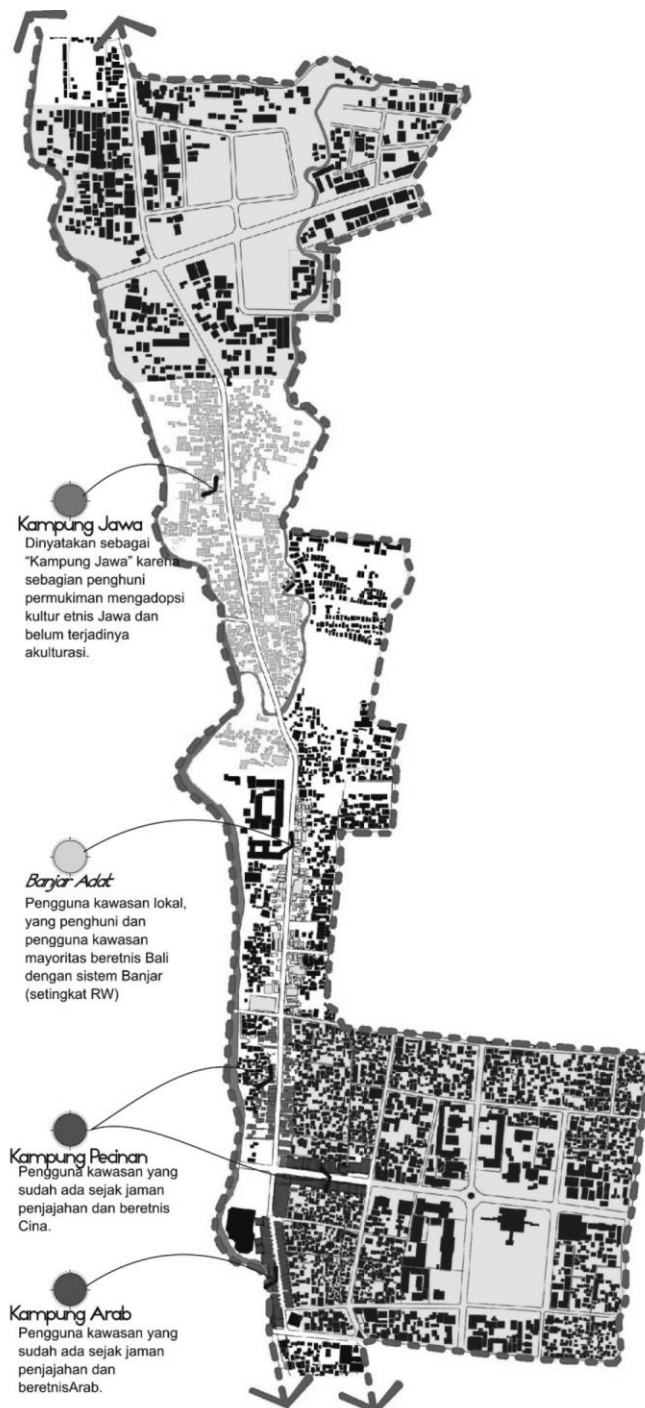 Kampung Jawa
Dinyatakan sebagai
“Kampung Jawa” karena
sebagian penghuni
permukiman mengadopsi
kultur etnis Jawa dan
belum terjadinya
akulturasi.
Banjar Adat
Pengguna kawasan lokal,
yang penghuni dan
pengguna kawasan
mayoritas beretnis Bali
dengan sistem Banjar
(setingkat RW)
Kampung Pecinan
Pengguna kawasan yang
sudah ada sejak jaman
penjajahan dan beretnis
Cina.
Kampung Arab
Pengguna kawasan yang
sudah ada sejak jaman
penjajahan dan
beretnisArab.